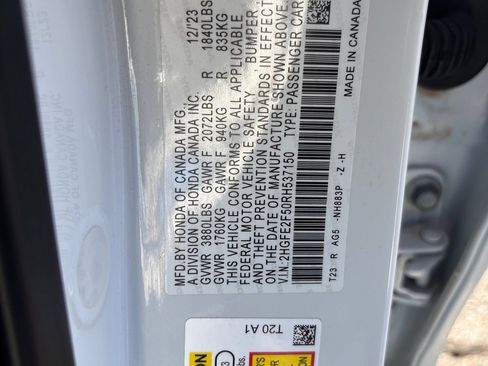 MFD. BY HONDA OF CANADA MFG. 12/'23
A DIVISION OF HONDA CANADA INC.
GVWR 3880LBS GAWR F 2072LBS R 1840LBS
GVWR 1760KG GAWR F 940KG R 835KG
THIS VEHICLE CONFORMS TO ALL APPLICABLE
FEDERAL MOTOR VEHICLE SAFETY, BUMPER,
AND THEFT PREVENTION STANDARDS IN EFFECT
ON THE DATE OF MANUFACTURE SHOWN ABOVE.
V.I.N.: 2HGFE2F50RH537150 TYPE: PASSENGER CAR
T23 R AG5 -NH883P -Z -H
MADE IN CANADA
T20 A1